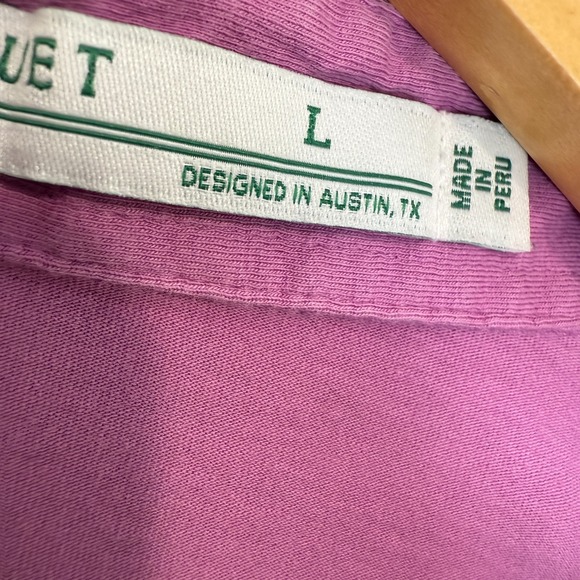 UE T
L
DESIGNED IN AUSTIN, TX
MADE
IN
PERU